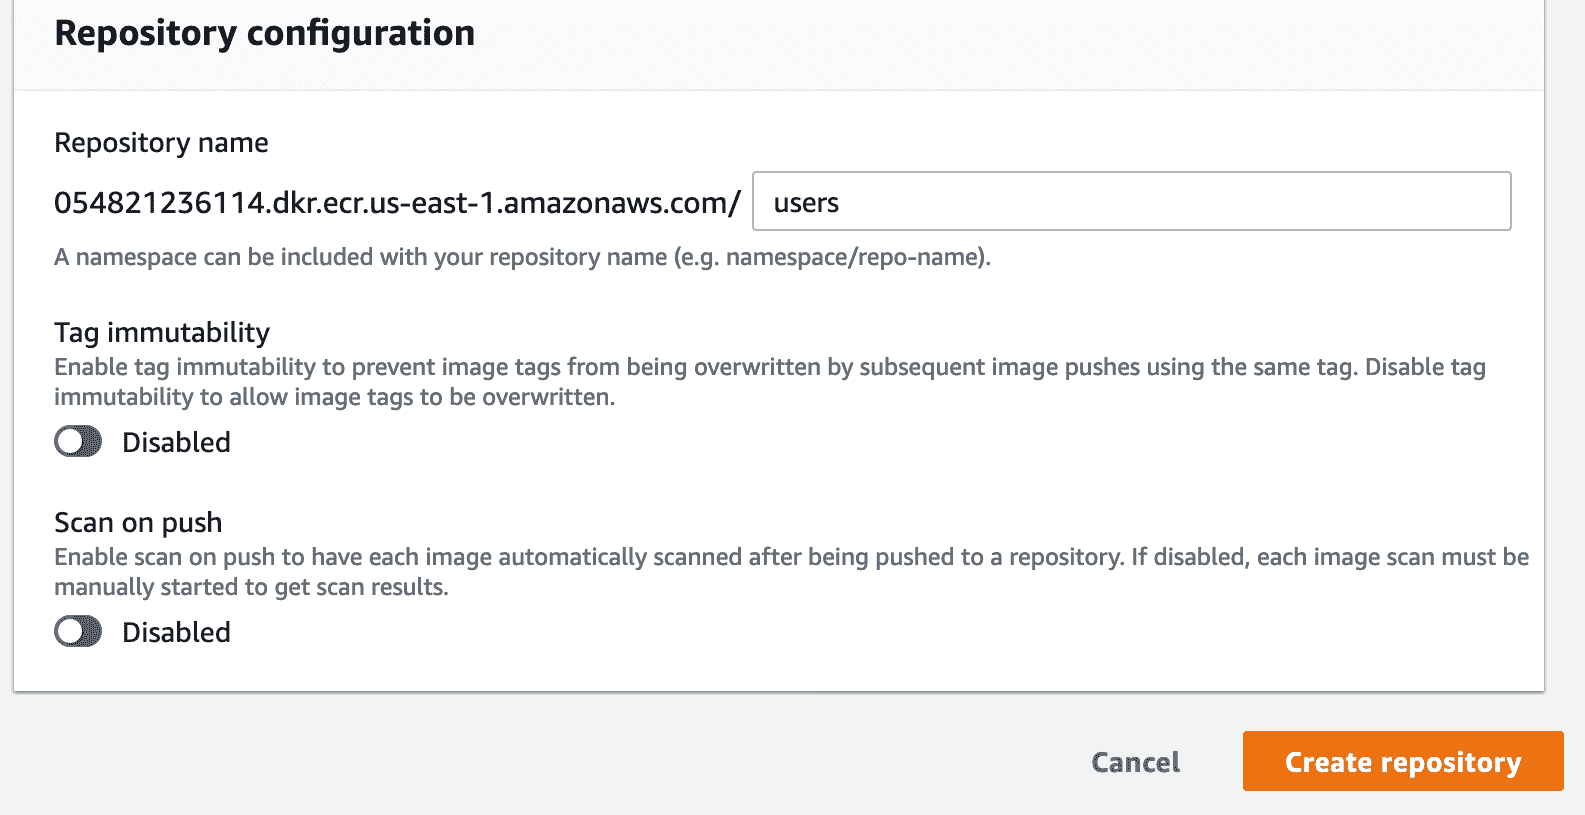 Repository configuration
Repository name
054821236114.dkr.ecr.us-east-1.amazonaws.com/ users
A namespace can be included with your repository name (e.g. namespace/repo-name).
Tag immutability
Enable tag immutability to prevent image tags from being overwritten by subsequent image pushes using the same tag. Disable tag
immutability to allow image tags to be overwritten.
Disabled
Scan on push
Enable scan on push to have each image automatically scanned after being pushed to a repository. If disabled, each image scan must be
manually started to get scan results.
Disabled
Cancel Create repository